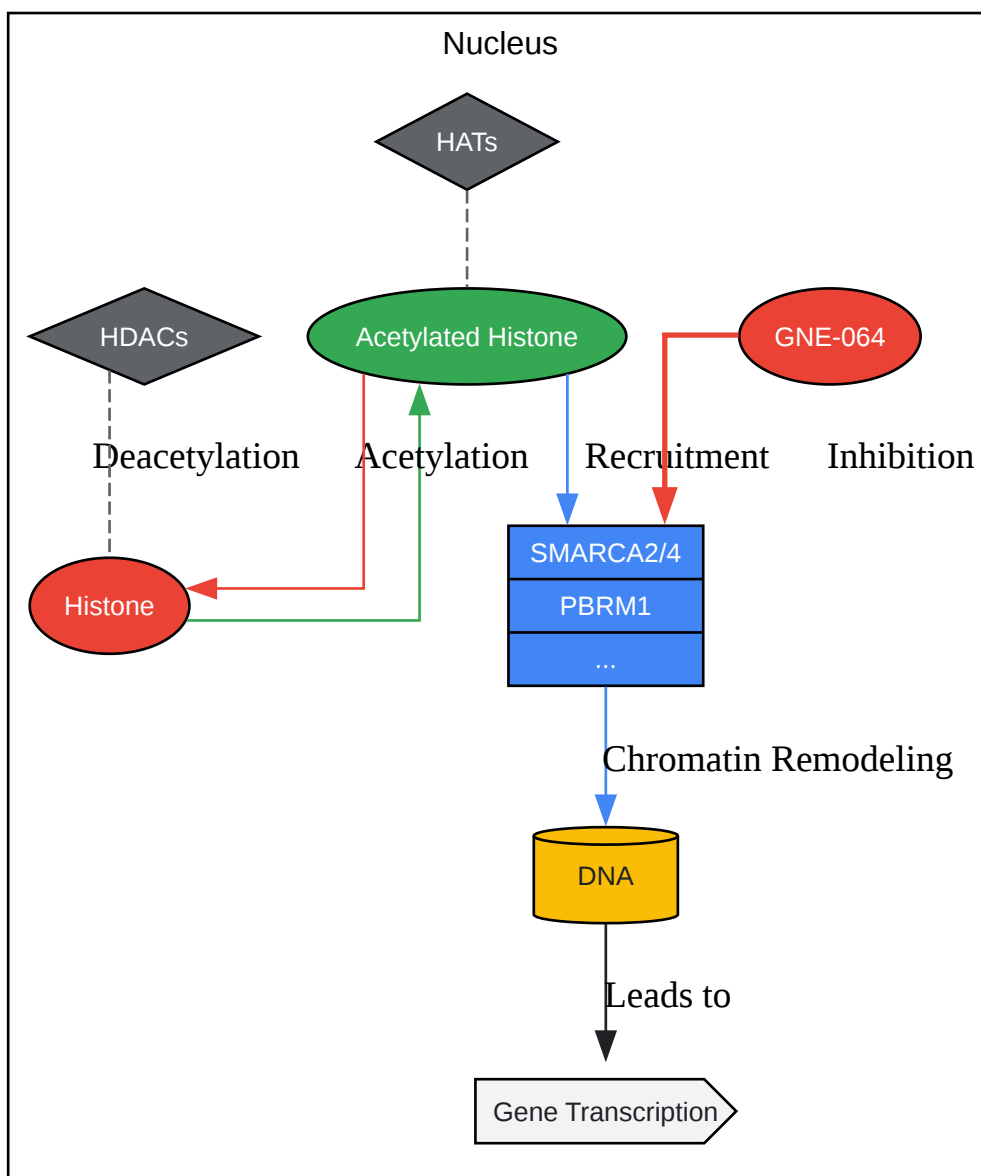 Nucleus
HATs
HDACs
Acetylated Histone
GNE-064
Deacetylation
Acetylation
Recruitment
Inhibition
SMARCA2/4
Histone
PBRM1
...
Chromatin Remodeling
DNA
Leads to
Gene Transcription